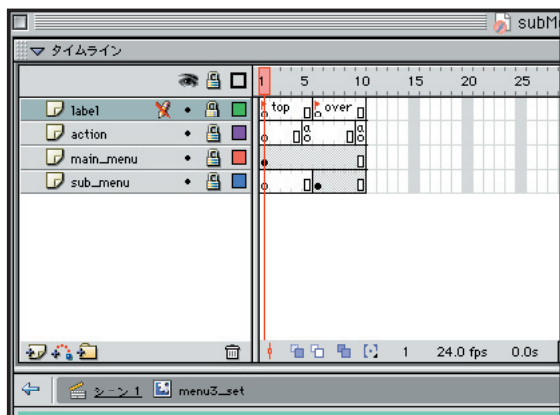 subM
タイムライン
1 5 10 15 20 25
label top over
action a a
main_menu
sub_menu
1 24.0 fps 0.0s
シーン 1 menu3_set